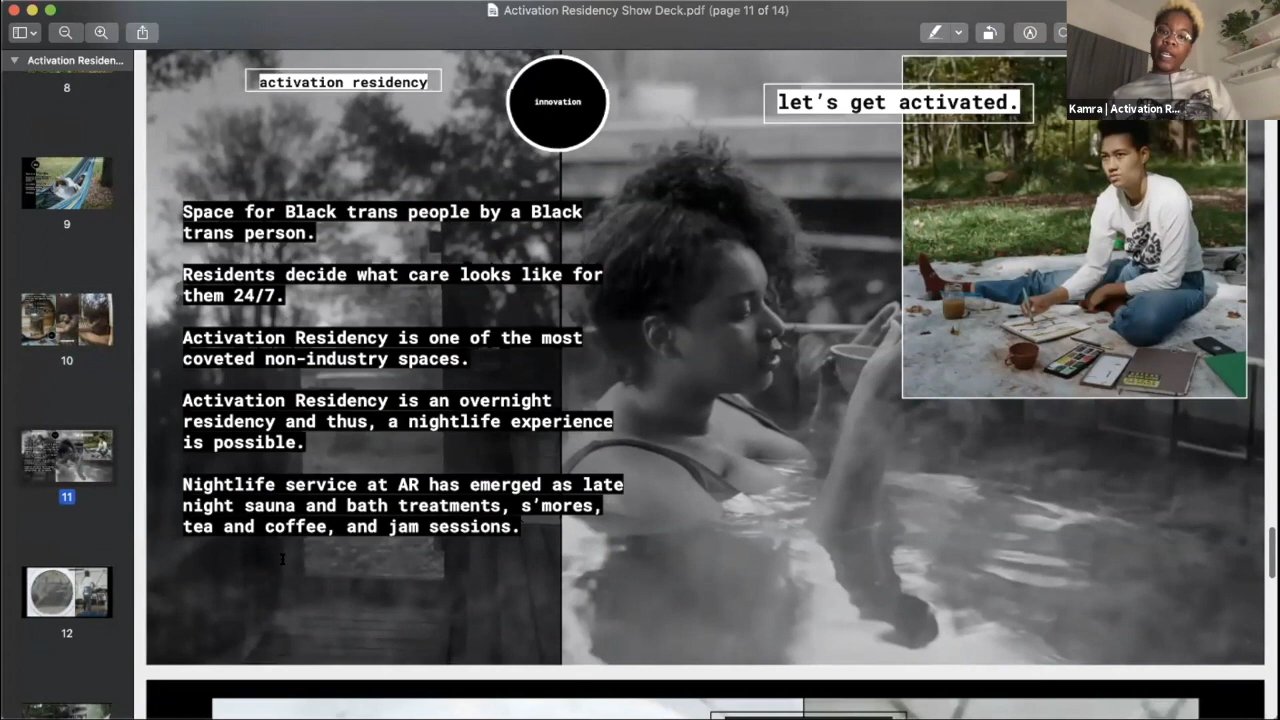 Activation Residency Show Deck.pdf (page 11 of 14)
Activation Residen...
8
9
10
11
12
activation residency
innovation
let's get activated.
Kamra | Activation R...
Space for Black trans people by a Black
trans person.
Residents decide what care looks like for
them 24/7.
Activation Residency is one of the most
coveted non-industry spaces.
Activation Residency is an overnight
residency and thus, a nightlife experience
is possible.
Nightlife service at AR has emerged as late
night sauna and bath treatments, s'mores,
tea and coffee, and jam sessions.